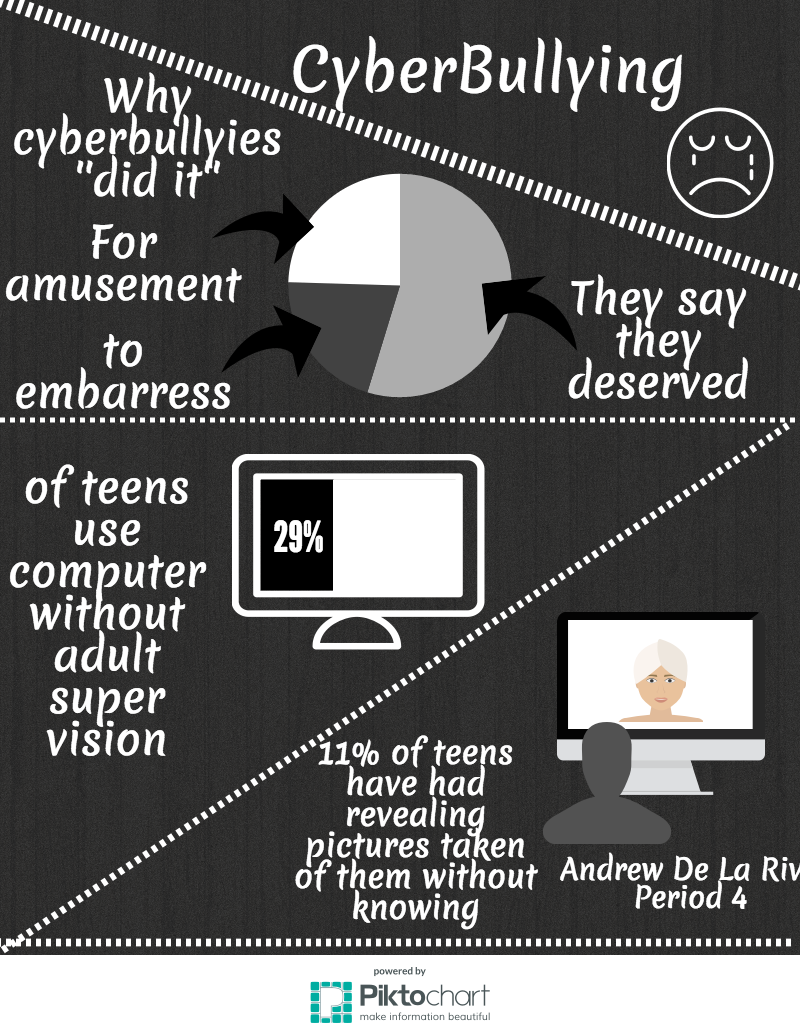 CyberBullying
Why
cyberbullyies
"did it"
For
amusement
to
embarress
They say
they
deserved
of teens
use
computer
without
adult
super
vision
29%
11% of teens
have had
revealing
pictures taken
of them without
knowing
Andrew De La Riv
Period 4
powered by
Piktochart
make information beautiful